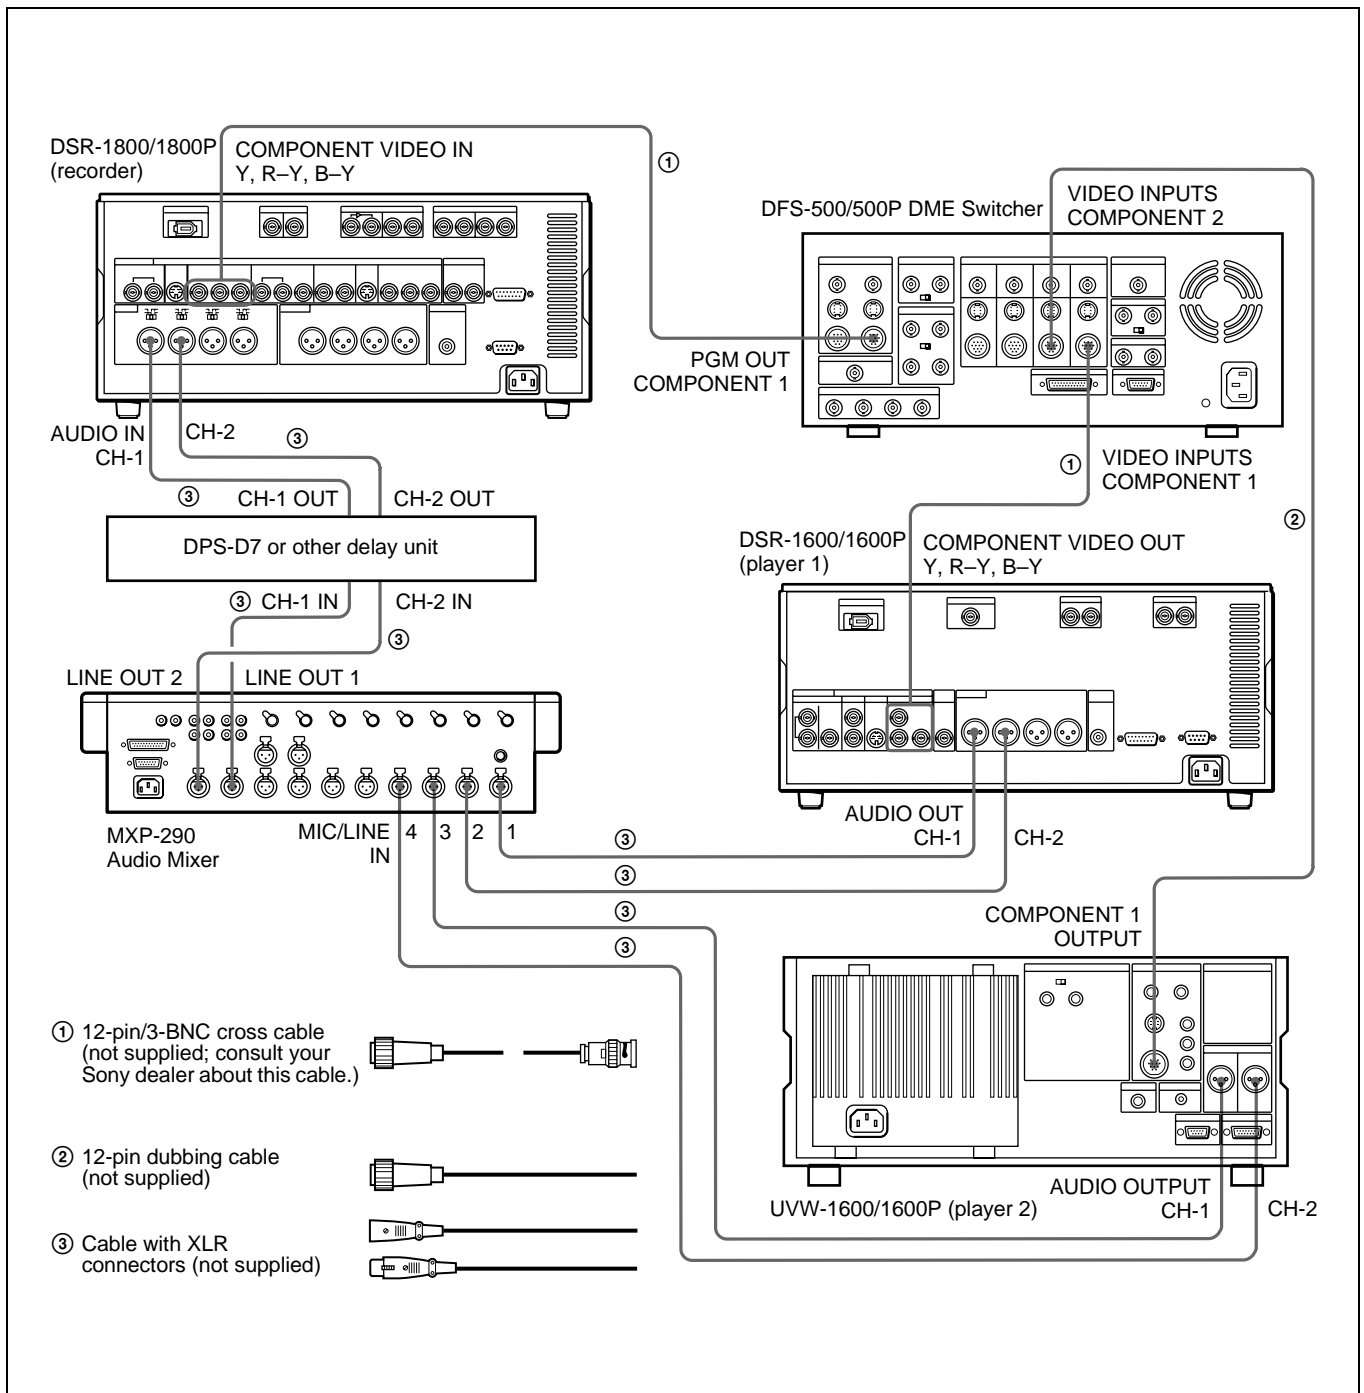 DSR-1800/1800P
(recorder)
COMPONENT VIDEO IN
Y, R–Y, B–Y
①
DFS-500/500P DME Switcher
VIDEO INPUTS
COMPONENT 2
PGM OUT
COMPONENT 1
AUDIO IN
CH-1
CH-2
③
③
CH-1 OUT
CH-2 OUT
①
VIDEO INPUTS
COMPONENT 1
②
DPS-D7 or other delay unit
DSR-1600/1600P
(player 1)
COMPONENT VIDEO OUT
Y, R–Y, B–Y
③ CH-1 IN
CH-2 IN
③
LINE OUT 2
LINE OUT 1
MXP-290
Audio Mixer
MIC/LINE
IN
4
3
2
1
AUDIO OUT
CH-1
CH-2
③
③
③
③
COMPONENT 1
OUTPUT
① 12-pin/3-BNC cross cable
(not supplied; consult your
Sony dealer about this cable.)
② 12-pin dubbing cable
(not supplied)
③ Cable with XLR
connectors (not supplied)
UVW-1600/1600P (player 2)
AUDIO OUTPUT
CH-1
CH-2